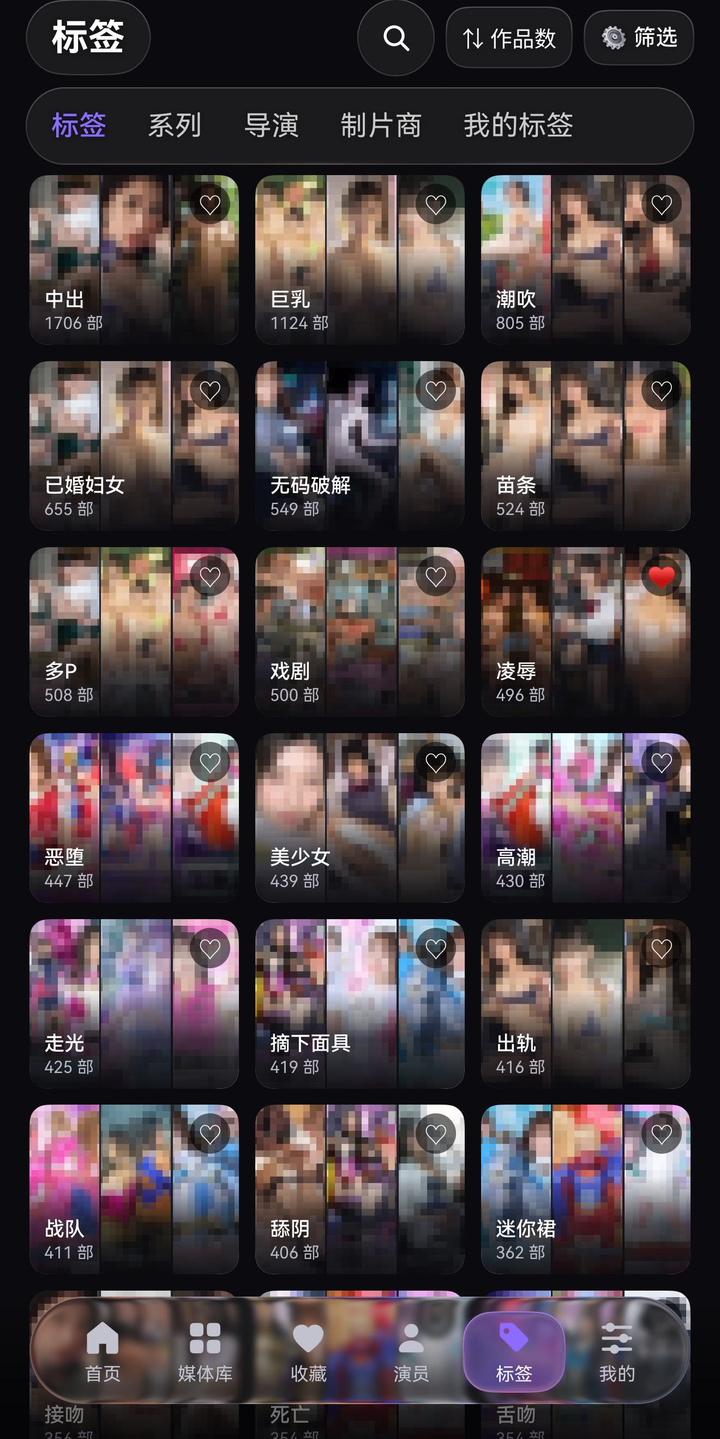 标签
作品数
筛选
标签 系列 导演 制片商 我的标签
中出
1706 部
巨乳
1124 部
潮吹
805 部
已婚妇女
655 部
无码破解
549 部
苗条
524 部
多P
508 部
戏剧
500 部
凌辱
496 部
恶堕
447 部
美少女
439 部
高潮
430 部
走光
425 部
摘下面具
419 部
出轨
416 部
战队
411 部
舔阴
406 部
迷你裙
362 部
首页 媒体库 收藏 演员 标签 我的
接吻
356 部
死亡
354 部
舌吻
354 部